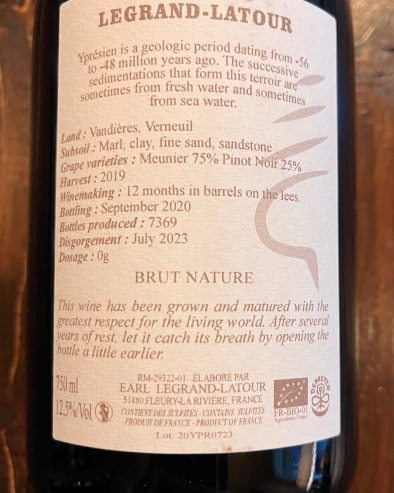 LEGRAND-LATOUR
Yprésien is a geologic period dating from -56
to -48 million years ago. The successive
sedimentations that form this terroir are
sometimes from fresh water and sometimes
from sea water.
Land : Vandières, Verneuil
Subsoil : Marl, clay, fine sand, sandstone
Grape varieties : Meunier 75% Pinot Noir 25%
Harvest : 2019
Winemaking : 12 months in barrels on the lees.
Bottling : September 2020
Bottles produced : 7369
Disgorgement : July 2023
Dosage : 0g
BRUT NATURE
This wine has been grown and matured with the
greatest respect for the living world. After several
years of rest, let it catch its breath by opening the
bottle a little earlier.
750 ml
12,5%/Vol
RM-29322-01 ÉLABORÉ PAR
EARL LEGRAND-LATOUR
51480 FLEURY-LA RIVIÈRE, FRANCE
CONTIENT DES SULFITES - CONTAINS SULFITES
PRODUIT DE FRANCE - PRODUCT OF FRANCE
Lot: 20YPR0723
FR-BIO-01
Agriculture France
DEMETER